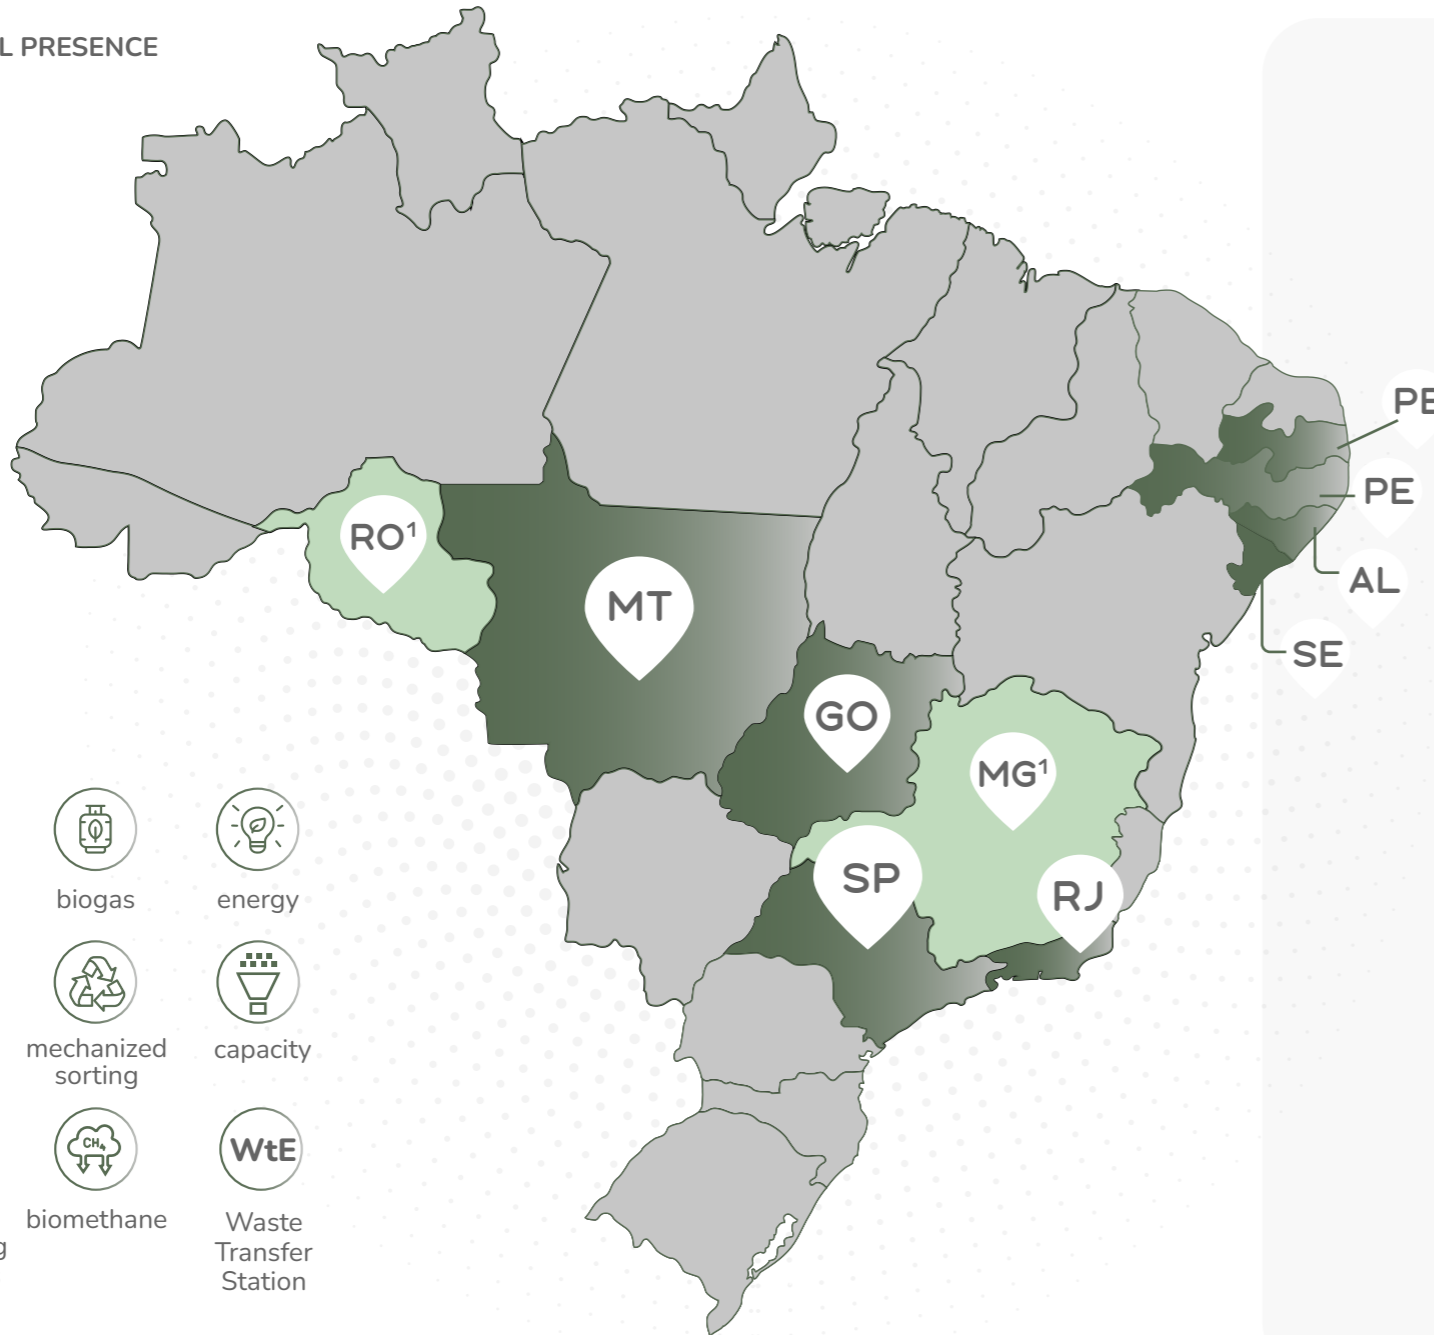 L PRESENCE
PB
PE
RO¹
AL
MT
SE
GO
MG¹
SP
RJ
biogas
energy
mechanized
sorting
capacity
CH₄
WtE
biomethane
Waste
Transfer
Station
g